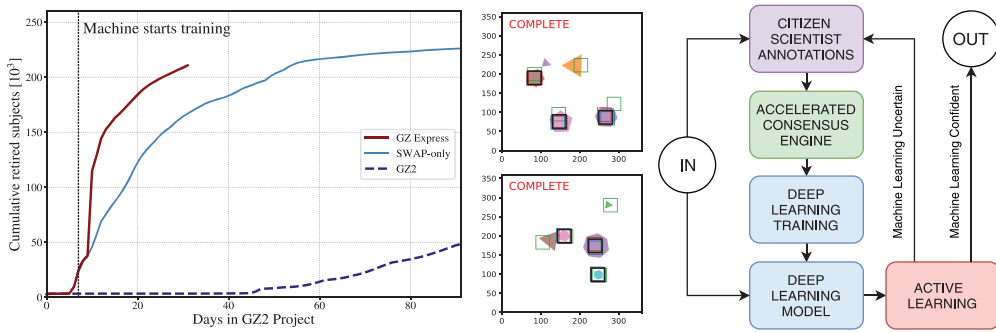 Machine starts training
Cumulative retired subjects [10³]
250
200
150
100
50
0
0
20
40
60
80
Days in GZ2 Project
GZ Express
SWAP-only
GZ2
COMPLETE
350
300
250
200
150
100
50
0
0
100
200
300
COMPLETE
350
300
250
200
150
100
50
0
0
100
200
300
CITIZEN
SCIENTIST
ANNOTATIONS
OUT
ACCELERATED
CONSENSUS
ENGINE
IN
DEEP
LEARNING
TRAINING
Machine Learning Uncertain
Machine Learning Confident
DEEP
LEARNING
MODEL
ACTIVE
LEARNING